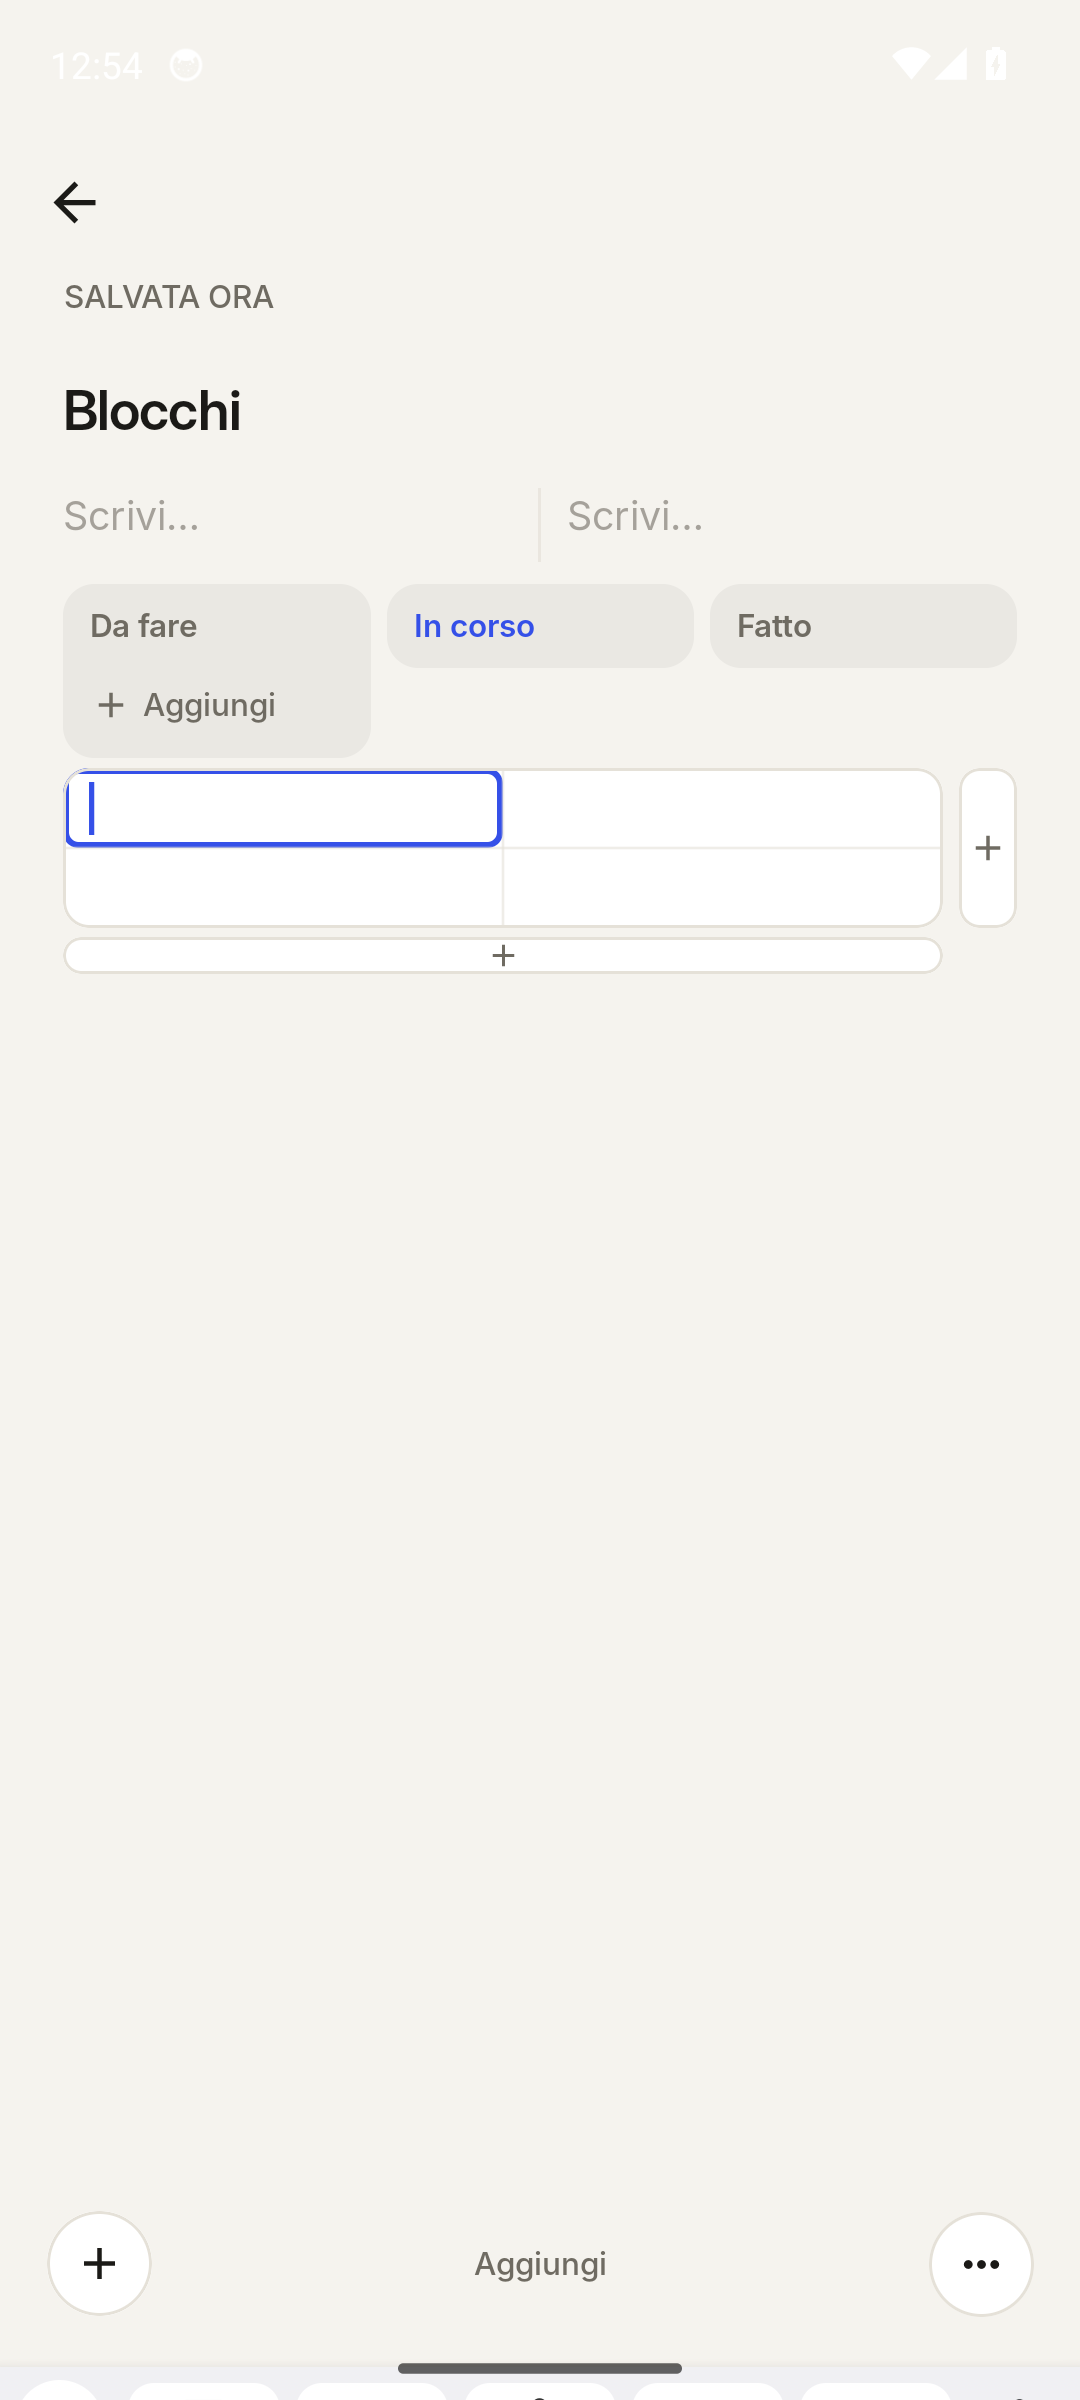 12:54
SALVATA ORA
Blocchi
Scrivi... Scrivi...
Da fare In corso Fatto
+ Aggiungi
+
+
+ Aggiungi ...